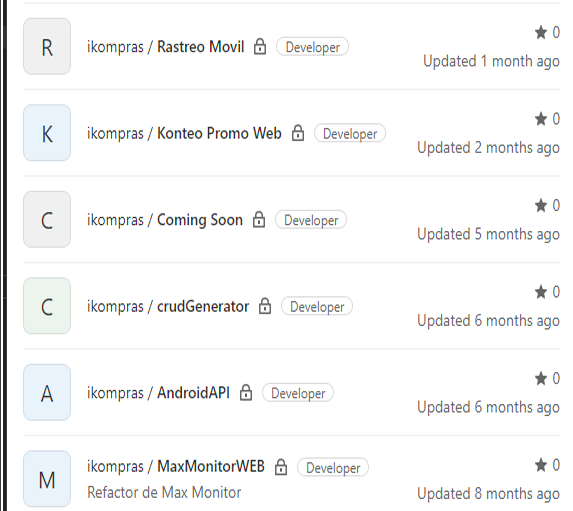 R
ikompras / Rastreo Movil Developer ★ 0
Updated 1 month ago
K
ikompras / Konteo Promo Web Developer ★ 0
Updated 2 months ago
C
ikompras / Coming Soon Developer ★ 0
Updated 5 months ago
C
ikompras / crudGenerator Developer ★ 0
Updated 6 months ago
A
ikompras / AndroidAPI Developer ★ 0
Updated 6 months ago
M
ikompras / MaxMonitorWEB Developer ★ 0
Refactor de Max Monitor Updated 8 months ago